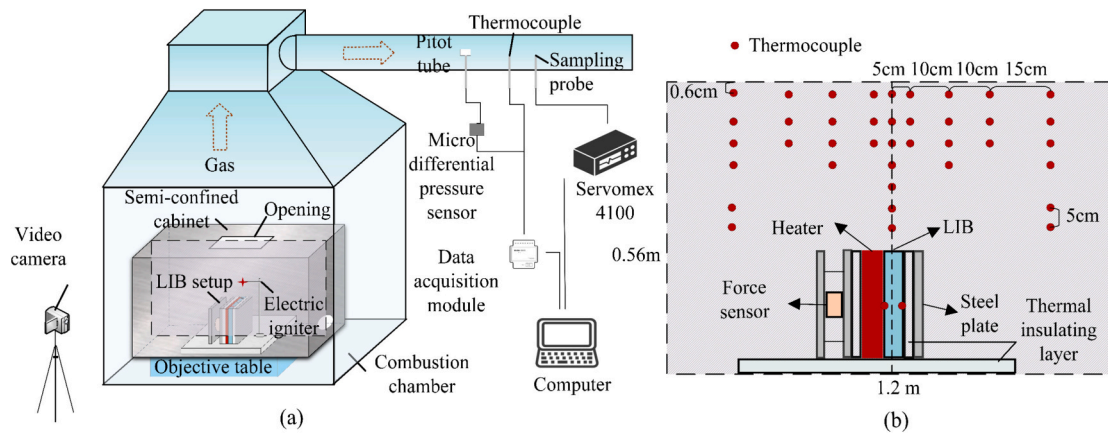 Thermocouple
Pitot
tube
Sampling
probe
Gas
Micro
differential
pressure
sensor
Servomex
4100
Semi-confined
cabinet
Opening
Video
camera
LIB setup
Electric
igniter
Data
acquisition
module
Objective table
Combustion
chamber
Computer
(a)
Thermocouple
5cm 10cm 10cm 15cm
0.6cm
5cm
0.56m
Heater
LIB
Force
sensor
Steel
plate
Thermal
insulating
layer
1.2 m
(b)